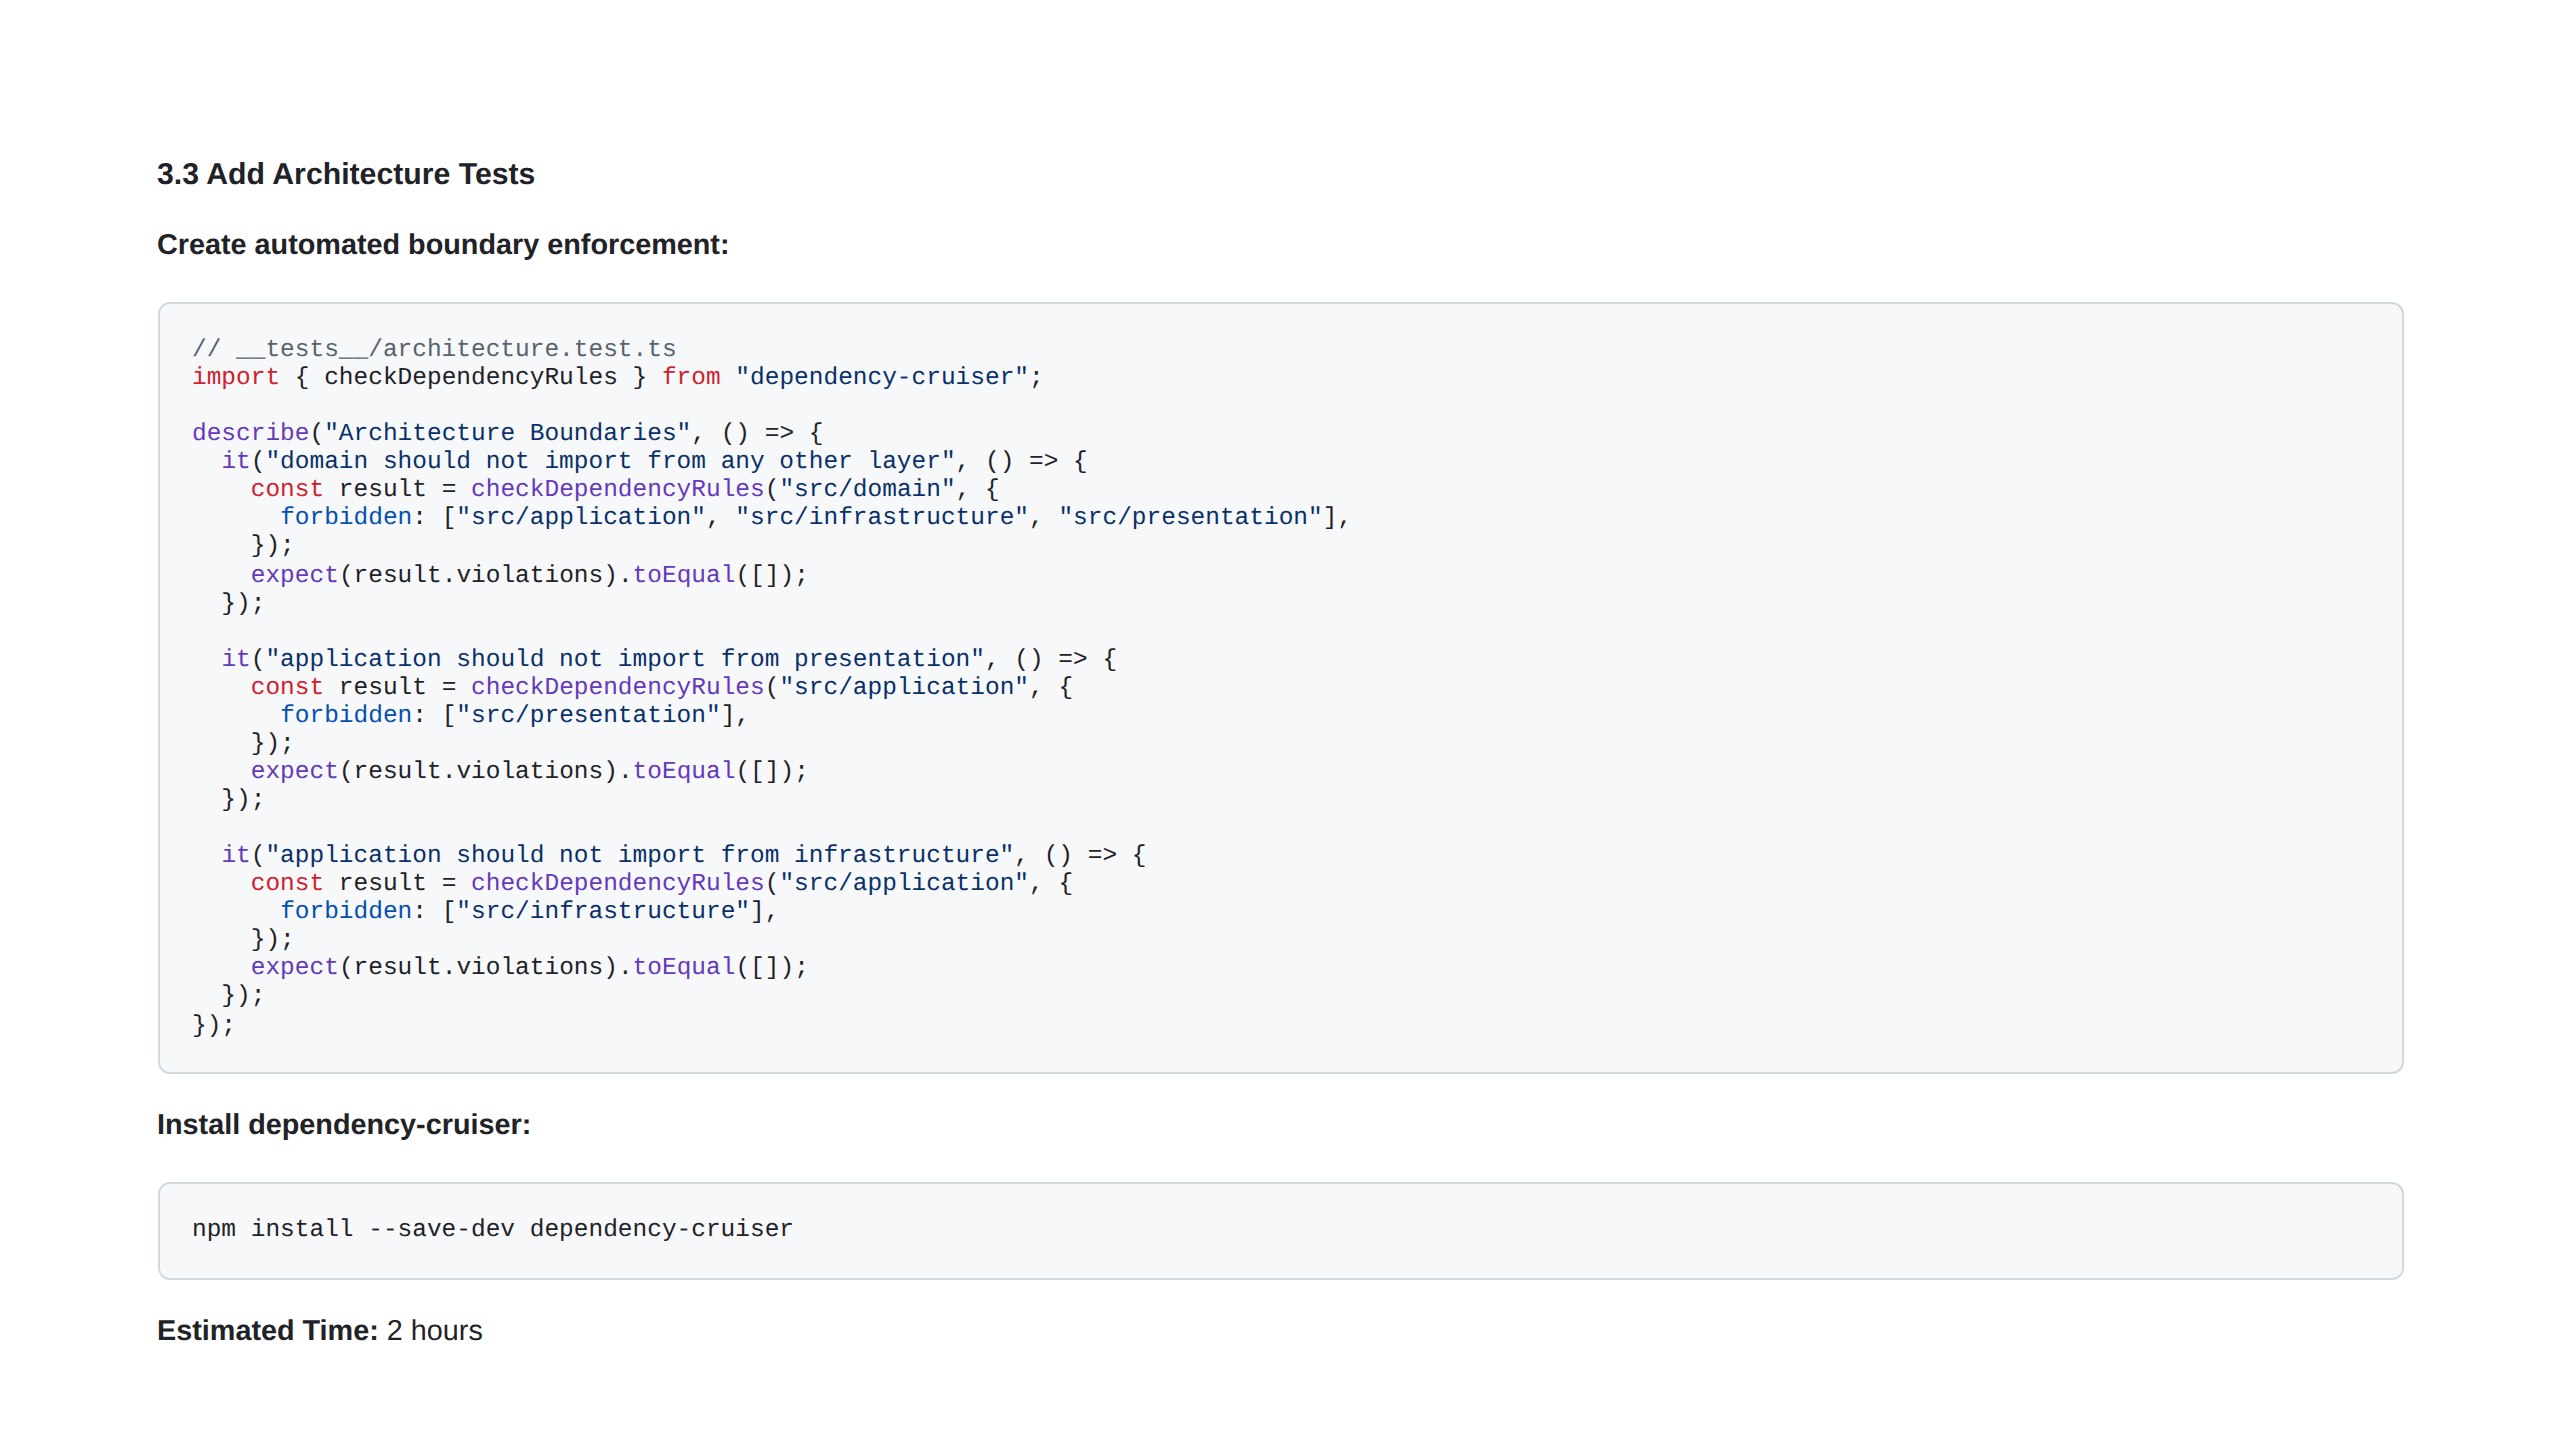 3.3 Add Architecture Tests
Create automated boundary enforcement:
// __tests__/architecture.test.ts
import { checkDependencyRules } from "dependency-cruiser";

describe("Architecture Boundaries", () => {
  it("domain should not import from any other layer", () => {
    const result = checkDependencyRules("src/domain", {
      forbidden: ["src/application", "src/infrastructure", "src/presentation"],
    });
    expect(result.violations).toEqual([]);
  });

  it("application should not import from presentation", () => {
    const result = checkDependencyRules("src/application", {
      forbidden: ["src/presentation"],
    });
    expect(result.violations).toEqual([]);
  });

  it("application should not import from infrastructure", () => {
    const result = checkDependencyRules("src/application", {
      forbidden: ["src/infrastructure"],
    });
    expect(result.violations).toEqual([]);
  });
});
Install dependency-cruiser:
npm install --save-dev dependency-cruiser
Estimated Time: 2 hours